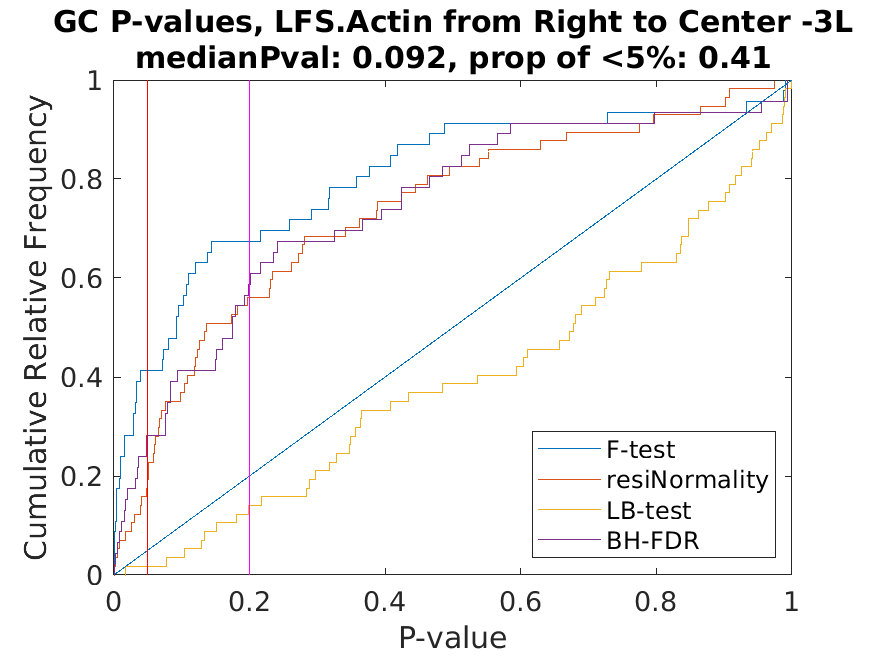 GC P-values, LFS.Actin from Right to Center -3L
medianPval: 0.092, prop of <5%: 0.41
Cumulative Relative Frequency
1
0.8
0.6
0.4
0.2
0
0
0.2
0.4
0.6
0.8
1
P-value
F-test
resiNormality
LB-test
BH-FDR